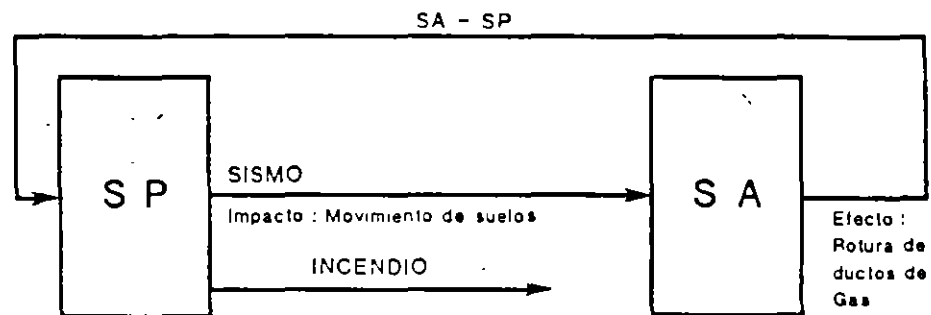 SA - SP
S P
SISMO
Impacto : Movimiento de suelos
INCENDIO
S A
Efecto :
Rotura de
ductos de
Gas